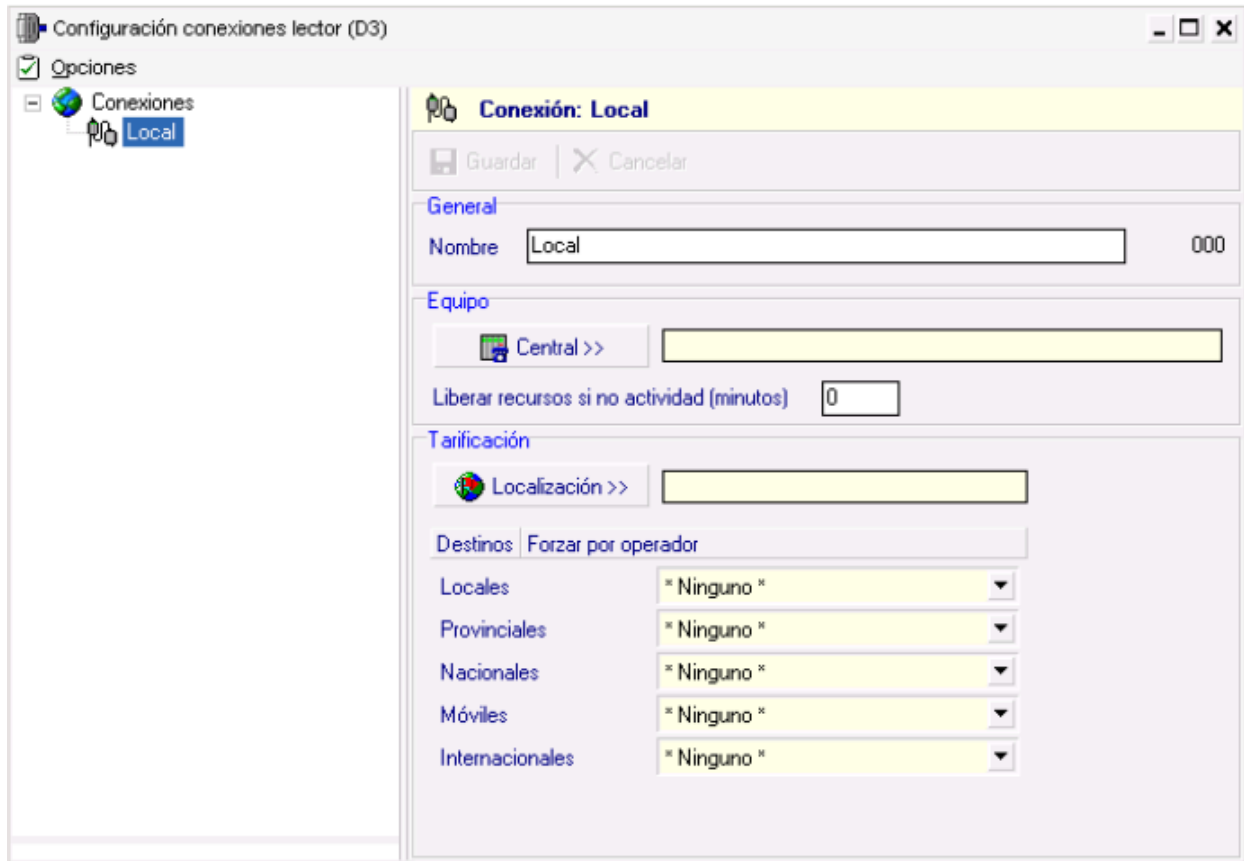 Configuración conexiones lector (D3)
Opciones
Conexiones
Local
Conexión: Local
Guardar Cancelar
General
Nombre Local 000
Equipo
Central >>
Liberar recursos si no actividad (minutos) 0
Tarificación
Localización >>
Destinos Forzar por operador
Locales * Ninguno *
Provinciales * Ninguno *
Nacionales * Ninguno *
Móviles * Ninguno *
Internacionales * Ninguno *